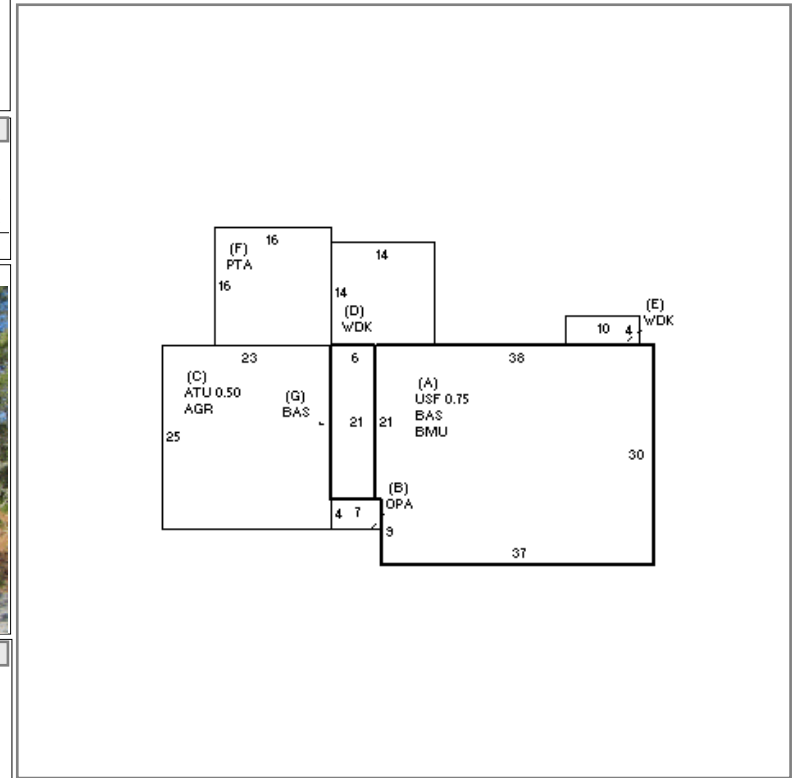 16
(F)
PTA
16
14
14
(D)
WDK
(E)
WDK
10 4
23
6
38
(C)
ATU 0.50
AGR
(G)
BAS
(A)
USF 0.75
BAS
BMU
25
21
21
30
(B)
OPA
4 7
9
37